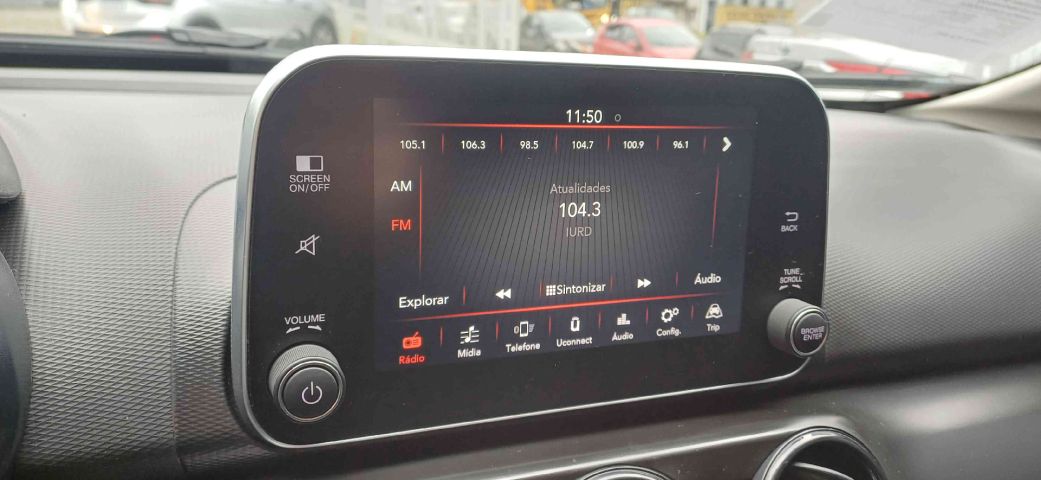 11:50
105.1 106.3 98.5 104.7 100.9 96.1
SCREEN
ON/OFF
AM
FM
Atualidades
104.3
IURD
BACK
TUNE
SCROLL
Explorar
Sintonizar
Áudio
VOLUME
Rádio Mídia Telefone Uconnect Áudio Config. Trip
BROWSE
ENTER